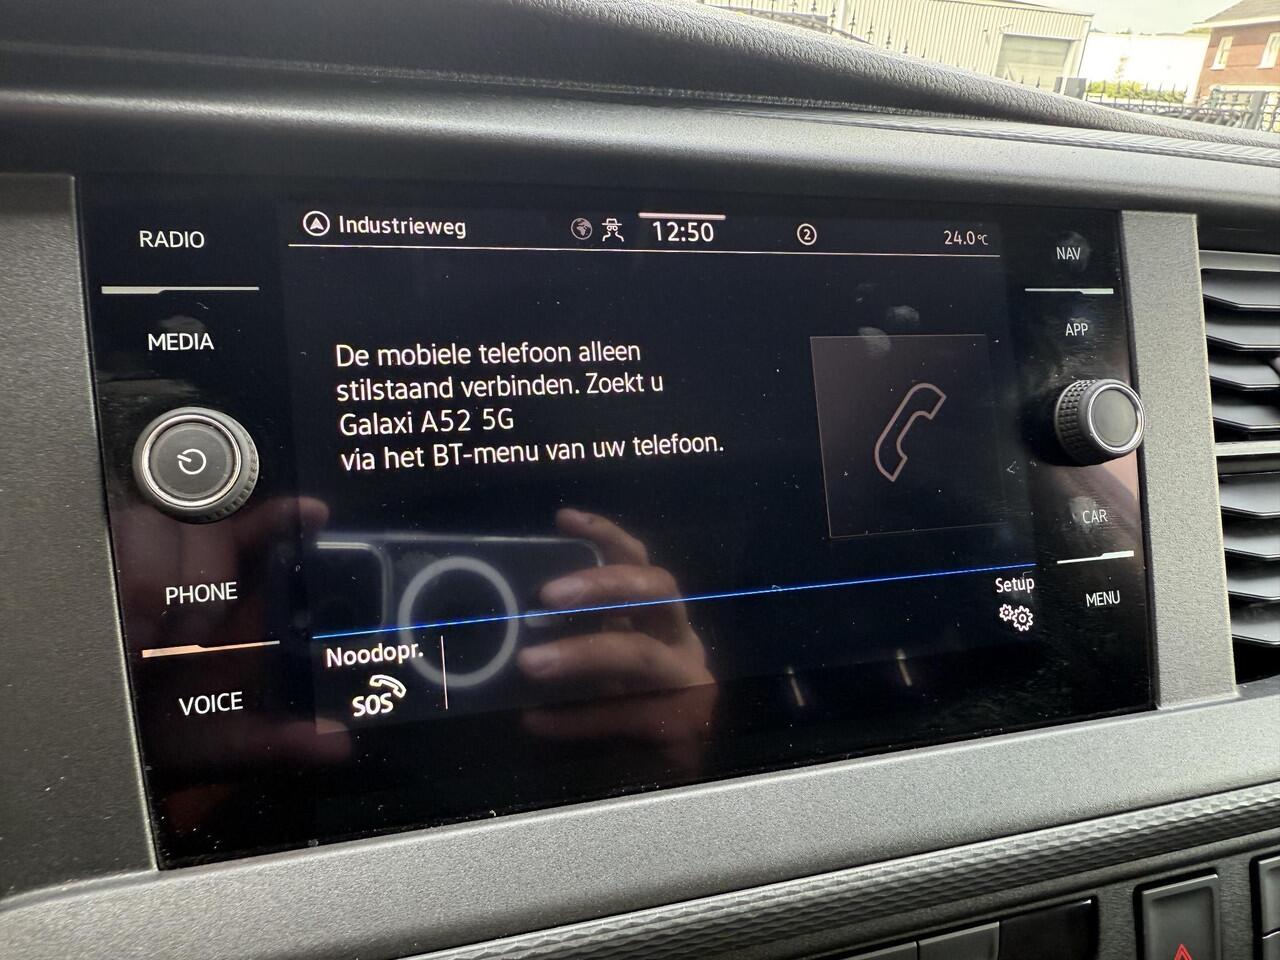 RADIO
MEDIA
PHONE
VOICE
Industrieweg
12:50
2
24.0°C
De mobiele telefoon alleen
stilstaand verbinden. Zoekt u
Galaxi A52 5G
via het BT-menu van uw telefoon.
Setup
Noodopr.
SOS
NAV
APP
CAR
MENU